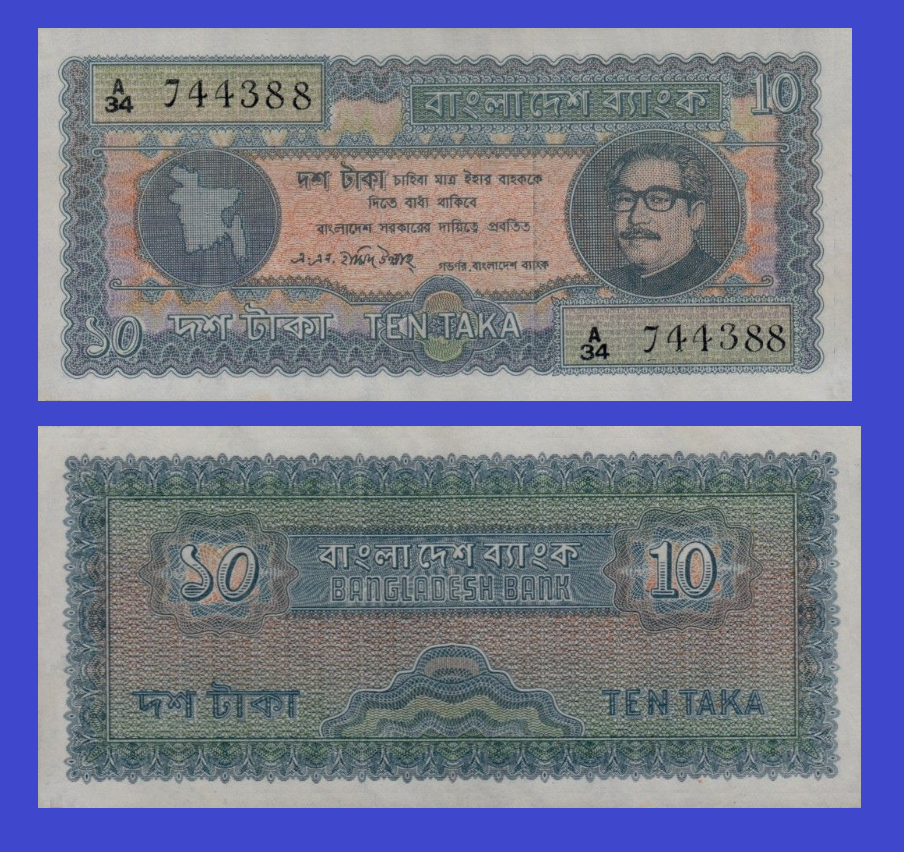 A
34 744388
বাংলাদেশ ব্যাংক 10
দশ টাকা চাহিবা মাত্র ইহার বাহককে
দিতে বাধ্য থাকিবে
বাংলাদেশ সরকারের দায়িত্বে প্রবর্তিত
গভর্ণর, বাংলাদেশ ব্যাংক
১০ দশ টাকা TEN TAKA
A
34 744388
১০ বাংলাদেশ ব্যাংক 10
BANGLADESH BANK
দশ টাকা TEN TAKA